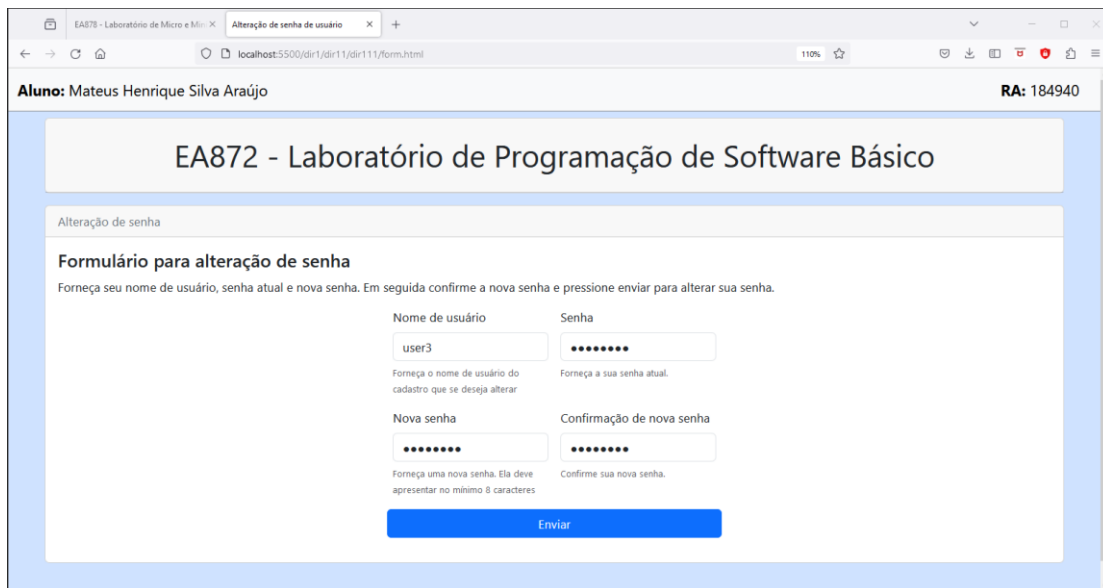 EA878 - Laboratório de Micro e Mi
Alteração de senha de usuário
localhost:5500/dir1/dir11/dir111/form.html
110%
Aluno: Mateus Henrique Silva Araújo
RA: 184940
EA872 - Laboratório de Programação de Software Básico
Alteração de senha
Formulário para alteração de senha
Forneça seu nome de usuário, senha atual e nova senha. Em seguida confirme a nova senha e pressione enviar para alterar sua senha.
Nome de usuário
Senha
user3
••••••••
Forneça o nome de usuário do
cadastro que se deseja alterar
Forneça a sua senha atual.
Nova senha
Confirmação de nova senha
••••••••
••••••••
Forneça uma nova senha. Ela deve
apresentar no mínimo 8 caracteres
Confirme sua nova senha.
Enviar